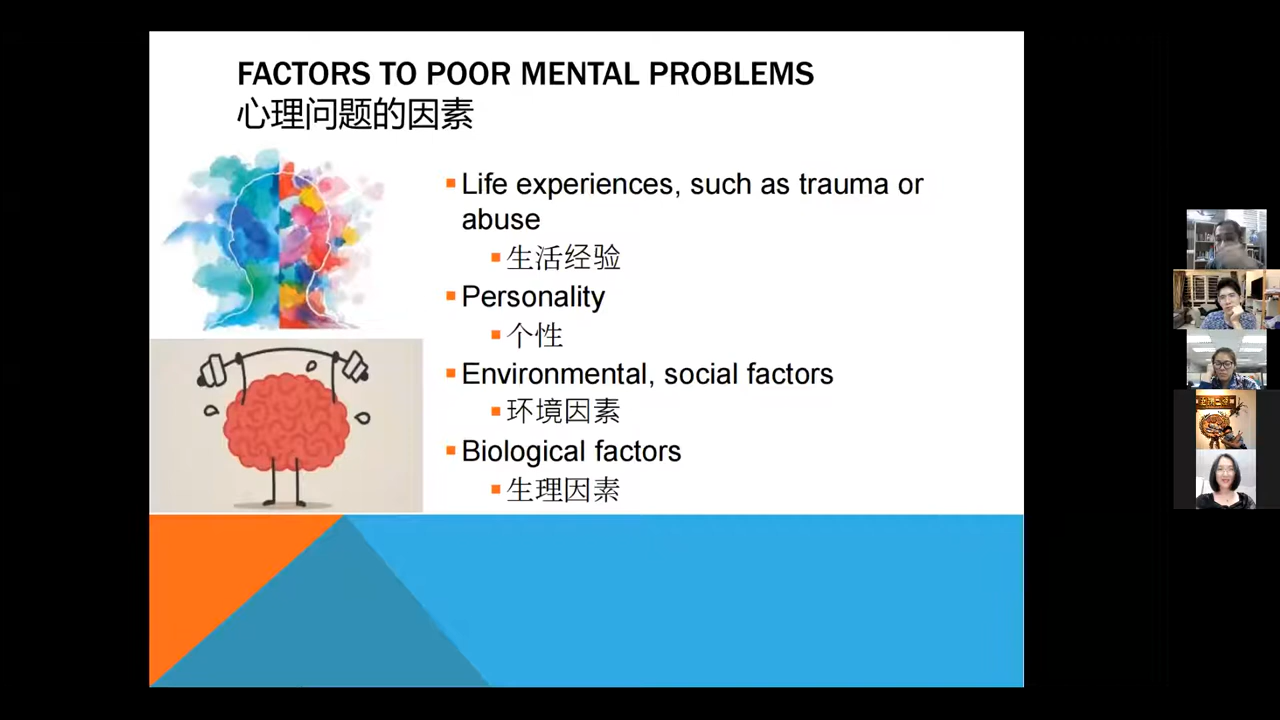 FACTORS TO POOR MENTAL PROBLEMS
心理问题的因素
Life experiences, such as trauma or
abuse
生活经验
Personality
个性
Environmental, social factors
环境因素
Biological factors
生理因素